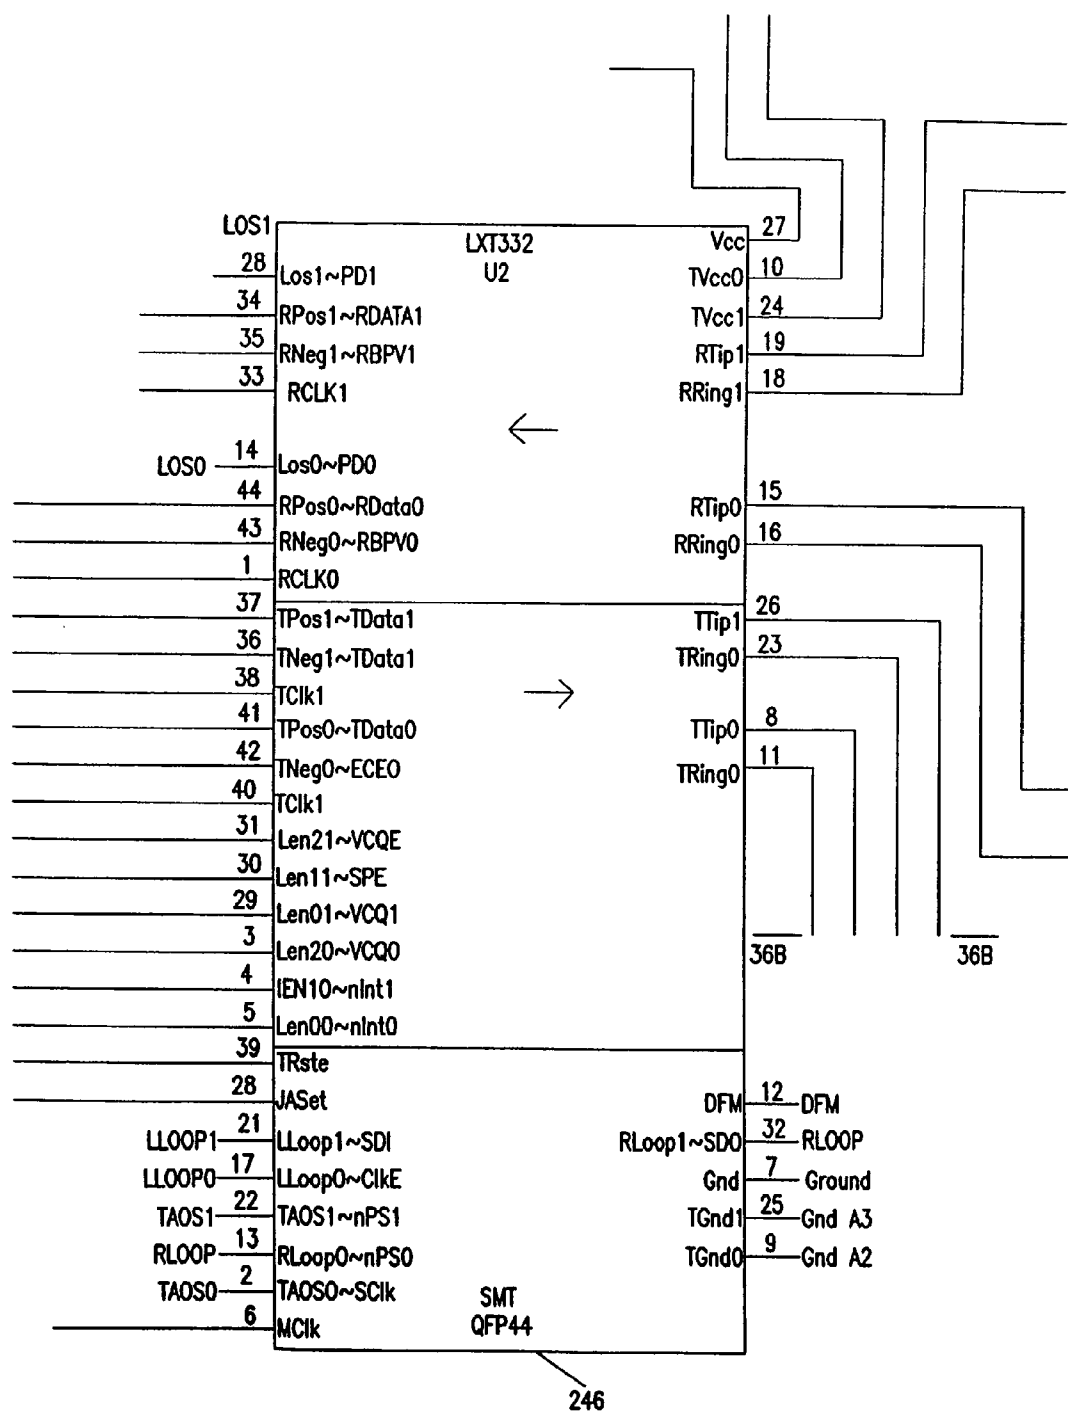 LOS1
LXT332
U2
Vcc 27
28 Los1~PD1
TVcc0 10
34 RPos1~RDATA1
TVcc1 24
35 RNeg1~RBPV1
RTip1 19
33 RCLK1
RRing1 18
LOS0 14 Los0~PD0
44 RPos0~RData0
RTip0 15
43 RNeg0~RBPV0
RRing0 16
1 RCLK0
37 TPos1~TData1
TTip1 26
36 TNeg1~TData1
TRing0 23
38 TClk1
41 TPos0~TData0
TTip0 8
42 TNeg0~ECEO
TRing0 11
40 TClk1
31 Len21~VCQE
30 Len11~SPE
29 Len01~VCQ1
3 Len20~VCQ0
36B 36B
4 IEN10~nInt1
5 Len00~nInt0
39 TRste
28 JASet
DFM 12 DFM
LLOOP1 21 LLoop1~SDI
RLoop1~SDO 32 RLOOP
LLOOP0 17 LLoop0~ClkE
Gnd 7 Ground
TAOS1 22 TAOS1~nPS1
TGnd1 25 Gnd A3
RLOOP 13 RLoop0~nPS0
TGnd0 9 Gnd A2
TAOS0 2 TAOS0~SClk
SMT
6 MClk
QFP44
246